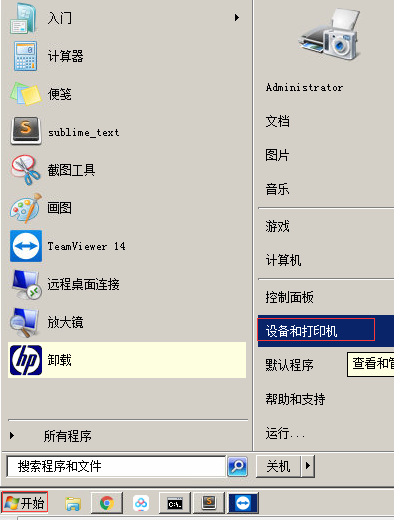 入门
计算器
便笺
sublime_text
截图工具
画图
TeamViewer 14
远程桌面连接
放大镜
卸载
所有程序
搜索程序和文件
Administrator
文档
图片
音乐
游戏
计算机
控制面板
设备和打印机
默认程序
查看和管
帮助和支持
运行...
关机
开始